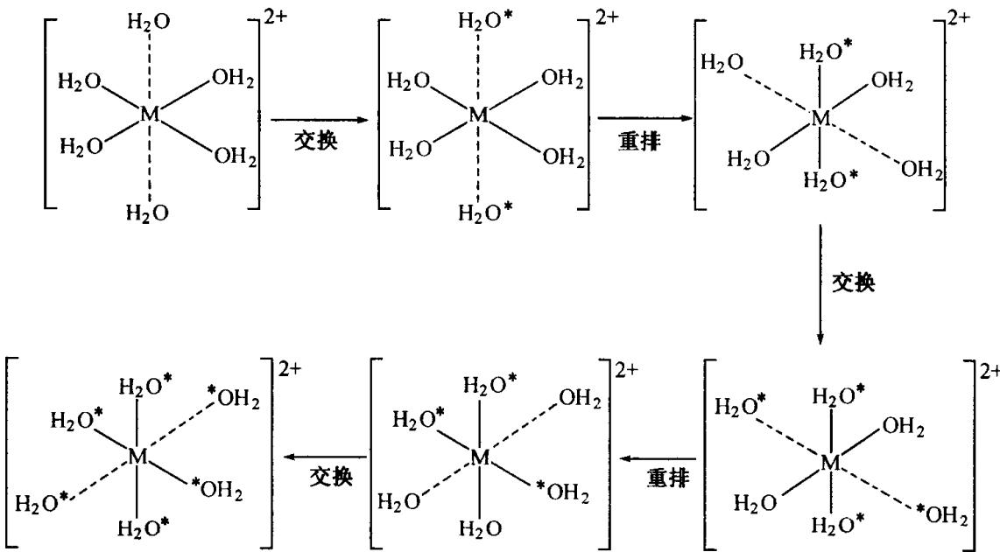 H₂O
2+
H₂O
OH₂
M
H₂O
OH₂
H₂O
交换
H₂O*
2+
H₂O
OH₂
M
H₂O
OH₂
H₂O*
重排
2+
H₂O*
H₂O
OH₂
M
H₂O
OH₂
H₂O*
交换
2+
H₂O*
*OH₂
H₂O*
M
*OH₂
H₂O*
H₂O*
交换
2+
H₂O*
OH₂
H₂O*
M
H₂O
*OH₂
H₂O
重排
2+
H₂O*
H₂O*
OH₂
M
H₂O
*OH₂
H₂O*